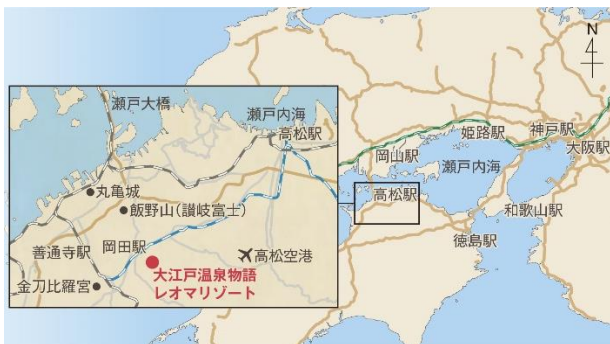 N
瀬戸大橋
瀬戸内海
高松駅
丸亀城
飯野山(讃岐富士)
善通寺駅
岡田駅
高松空港
大江戸温泉物語
レオマリゾート
金刀比羅宮
姫路駅
神戸駅
大阪駅
岡山駅
瀬戸内海
高松駅
和歌山駅
徳島駅